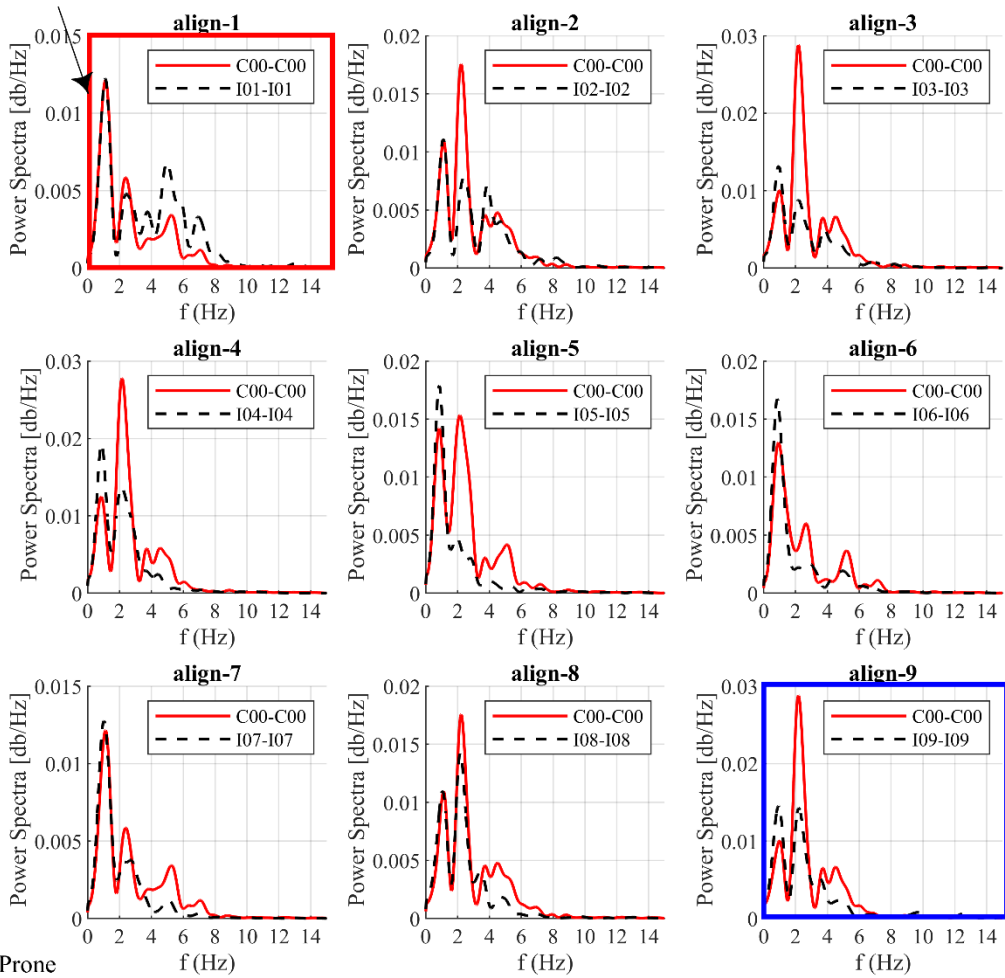 align-1
Power Spectra [db/Hz]
0.015
0.01
0.005
0
C00-C00
I01-I01
0 2 4 6 8 10 12 14
f (Hz)
align-2
Power Spectra [db/Hz]
0.02
0.015
0.01
0.005
0
C00-C00
I02-I02
0 2 4 6 8 10 12 14
f (Hz)
align-3
Power Spectra [db/Hz]
0.03
0.02
0.01
0
C00-C00
I03-I03
0 2 4 6 8 10 12 14
f (Hz)
align-4
Power Spectra [db/Hz]
0.03
0.02
0.01
0
C00-C00
I04-I04
0 2 4 6 8 10 12 14
f (Hz)
align-5
Power Spectra [db/Hz]
0.02
0.015
0.01
0.005
0
C00-C00
I05-I05
0 2 4 6 8 10 12 14
f (Hz)
align-6
Power Spectra [db/Hz]
0.02
0.015
0.01
0.005
0
C00-C00
I06-I06
0 2 4 6 8 10 12 14
f (Hz)
align-7
Power Spectra [db/Hz]
0.015
0.01
0.005
0
C00-C00
I07-I07
0 2 4 6 8 10 12 14
f (Hz)
align-8
Power Spectra [db/Hz]
0.02
0.015
0.01
0.005
0
C00-C00
I08-I08
0 2 4 6 8 10 12 14
f (Hz)
align-9
Power Spectra [db/Hz]
0.03
0.02
0.01
0
C00-C00
I09-I09
0 2 4 6 8 10 12 14
f (Hz)
Prone